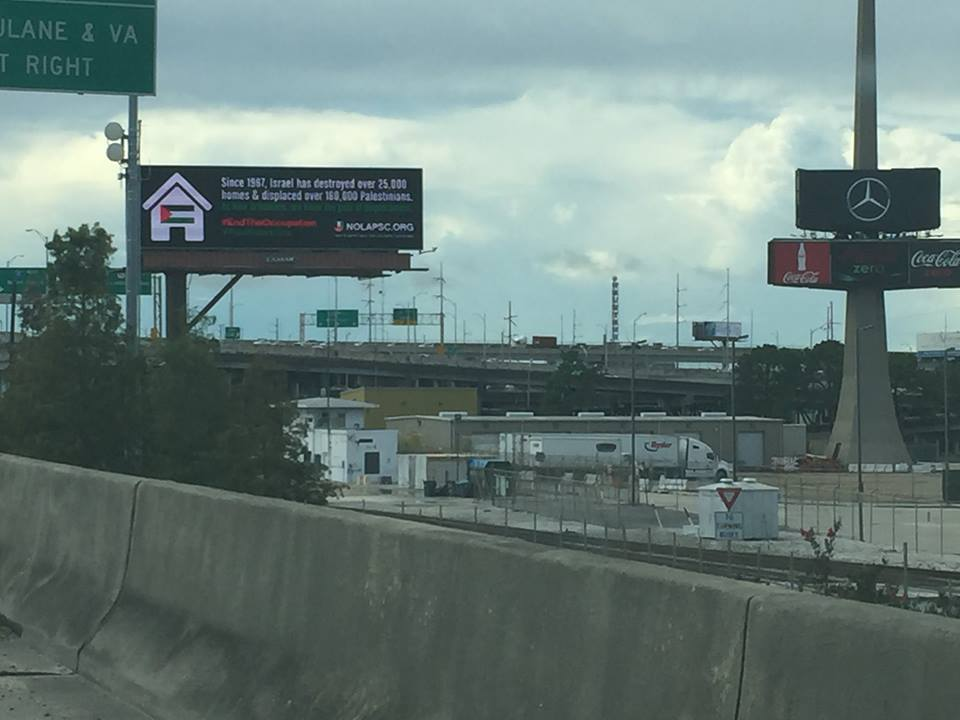 ULANE & VA
T RIGHT
Since 1967, Israel has destroyed over 25,000
homes & displaced over 160,000 Palestinians.
#EndTheOccupation
NOLAPSC.ORG
Coca-Cola
zero
Coca-Cola
Ryder